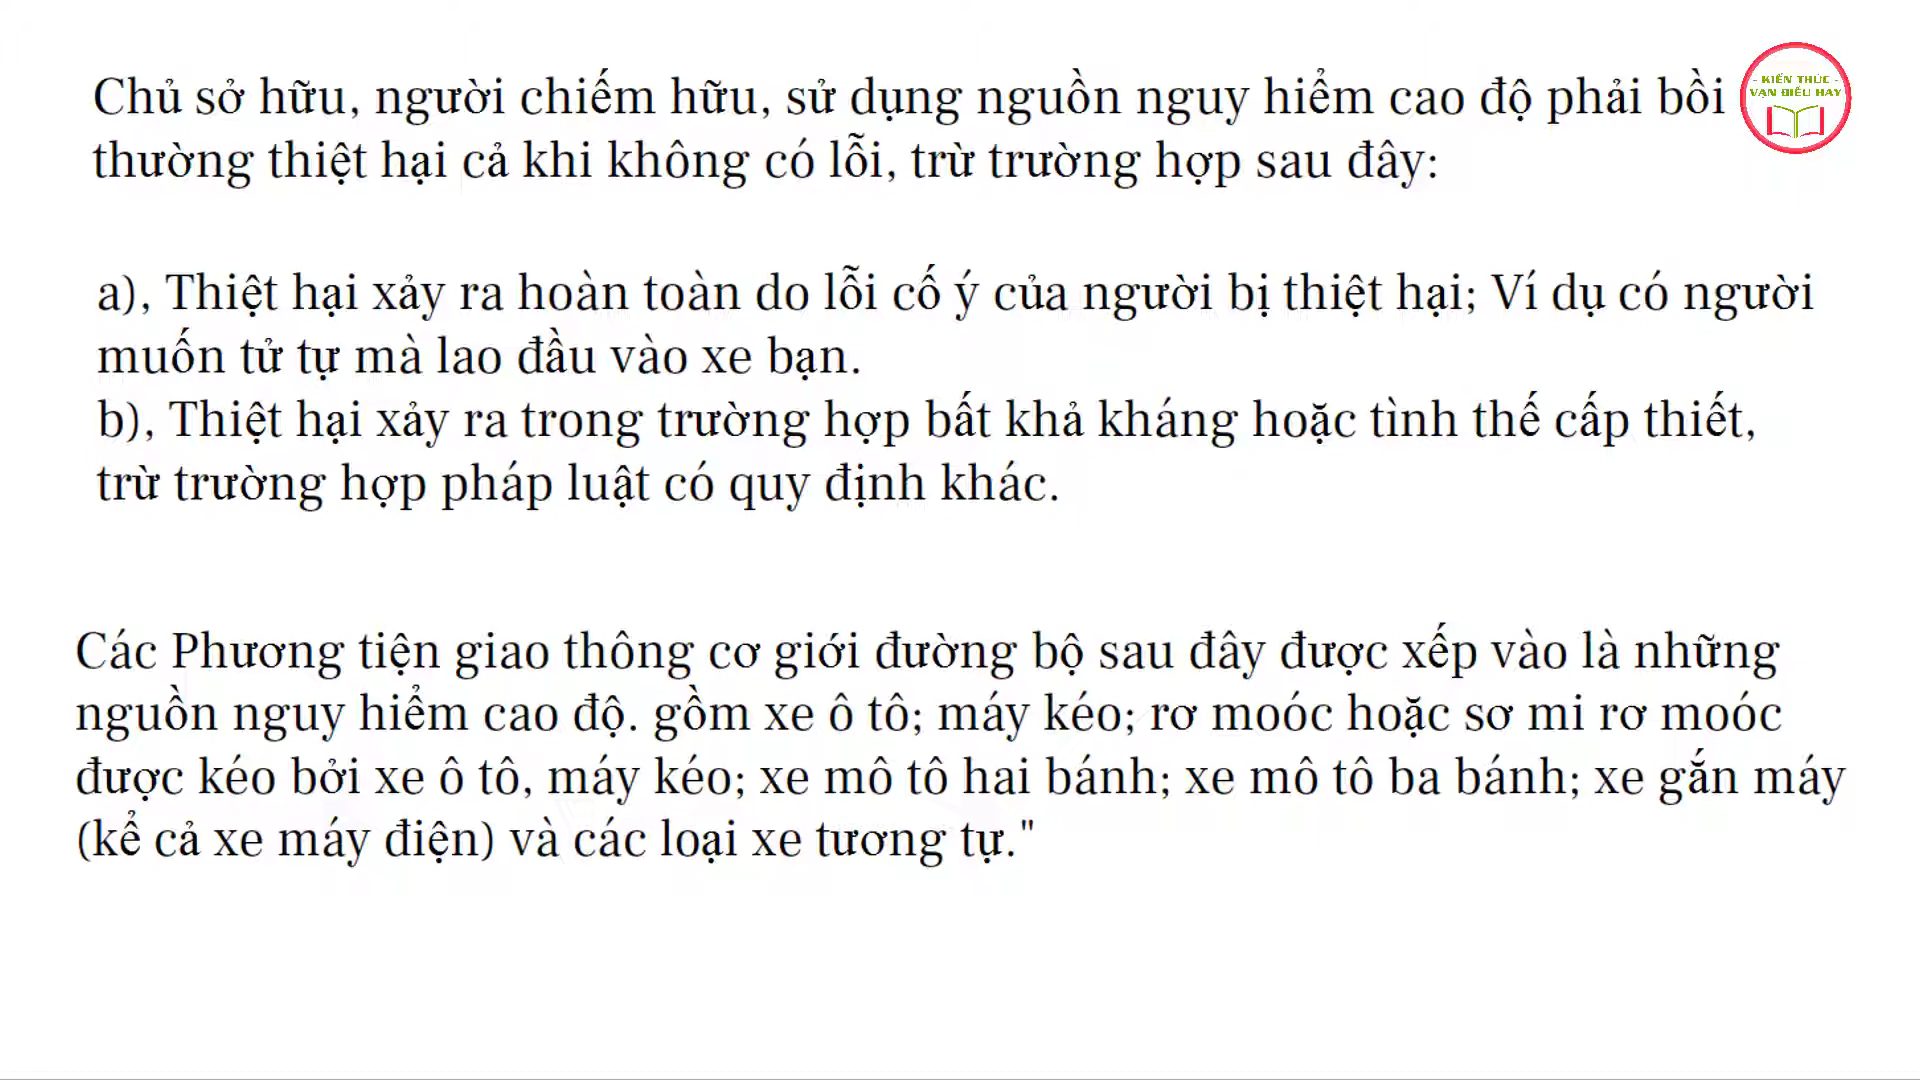 Chủ sở hữu, người chiếm hữu, sử dụng nguồn nguy hiểm cao độ phải bồi
thường thiệt hại cả khi không có lỗi, trừ trường hợp sau đây:
- KIẾN THỨC -
VẠN ĐIỀU HAY
a), Thiệt hại xảy ra hoàn toàn do lỗi cố ý của người bị thiệt hại; Ví dụ có người
muốn tử tự mà lao đầu vào xe bạn.
b), Thiệt hại xảy ra trong trường hợp bất khả kháng hoặc tình thế cấp thiết,
trừ trường hợp pháp luật có quy định khác.
Các Phương tiện giao thông cơ giới đường bộ sau đây được xếp vào là những
nguồn nguy hiểm cao độ. gồm xe ô tô; máy kéo; rơ moóc hoặc sơ mi rơ moóc
được kéo bởi xe ô tô, máy kéo; xe mô tô hai bánh; xe mô tô ba bánh; xe gắn máy
(kể cả xe máy điện) và các loại xe tương tự."